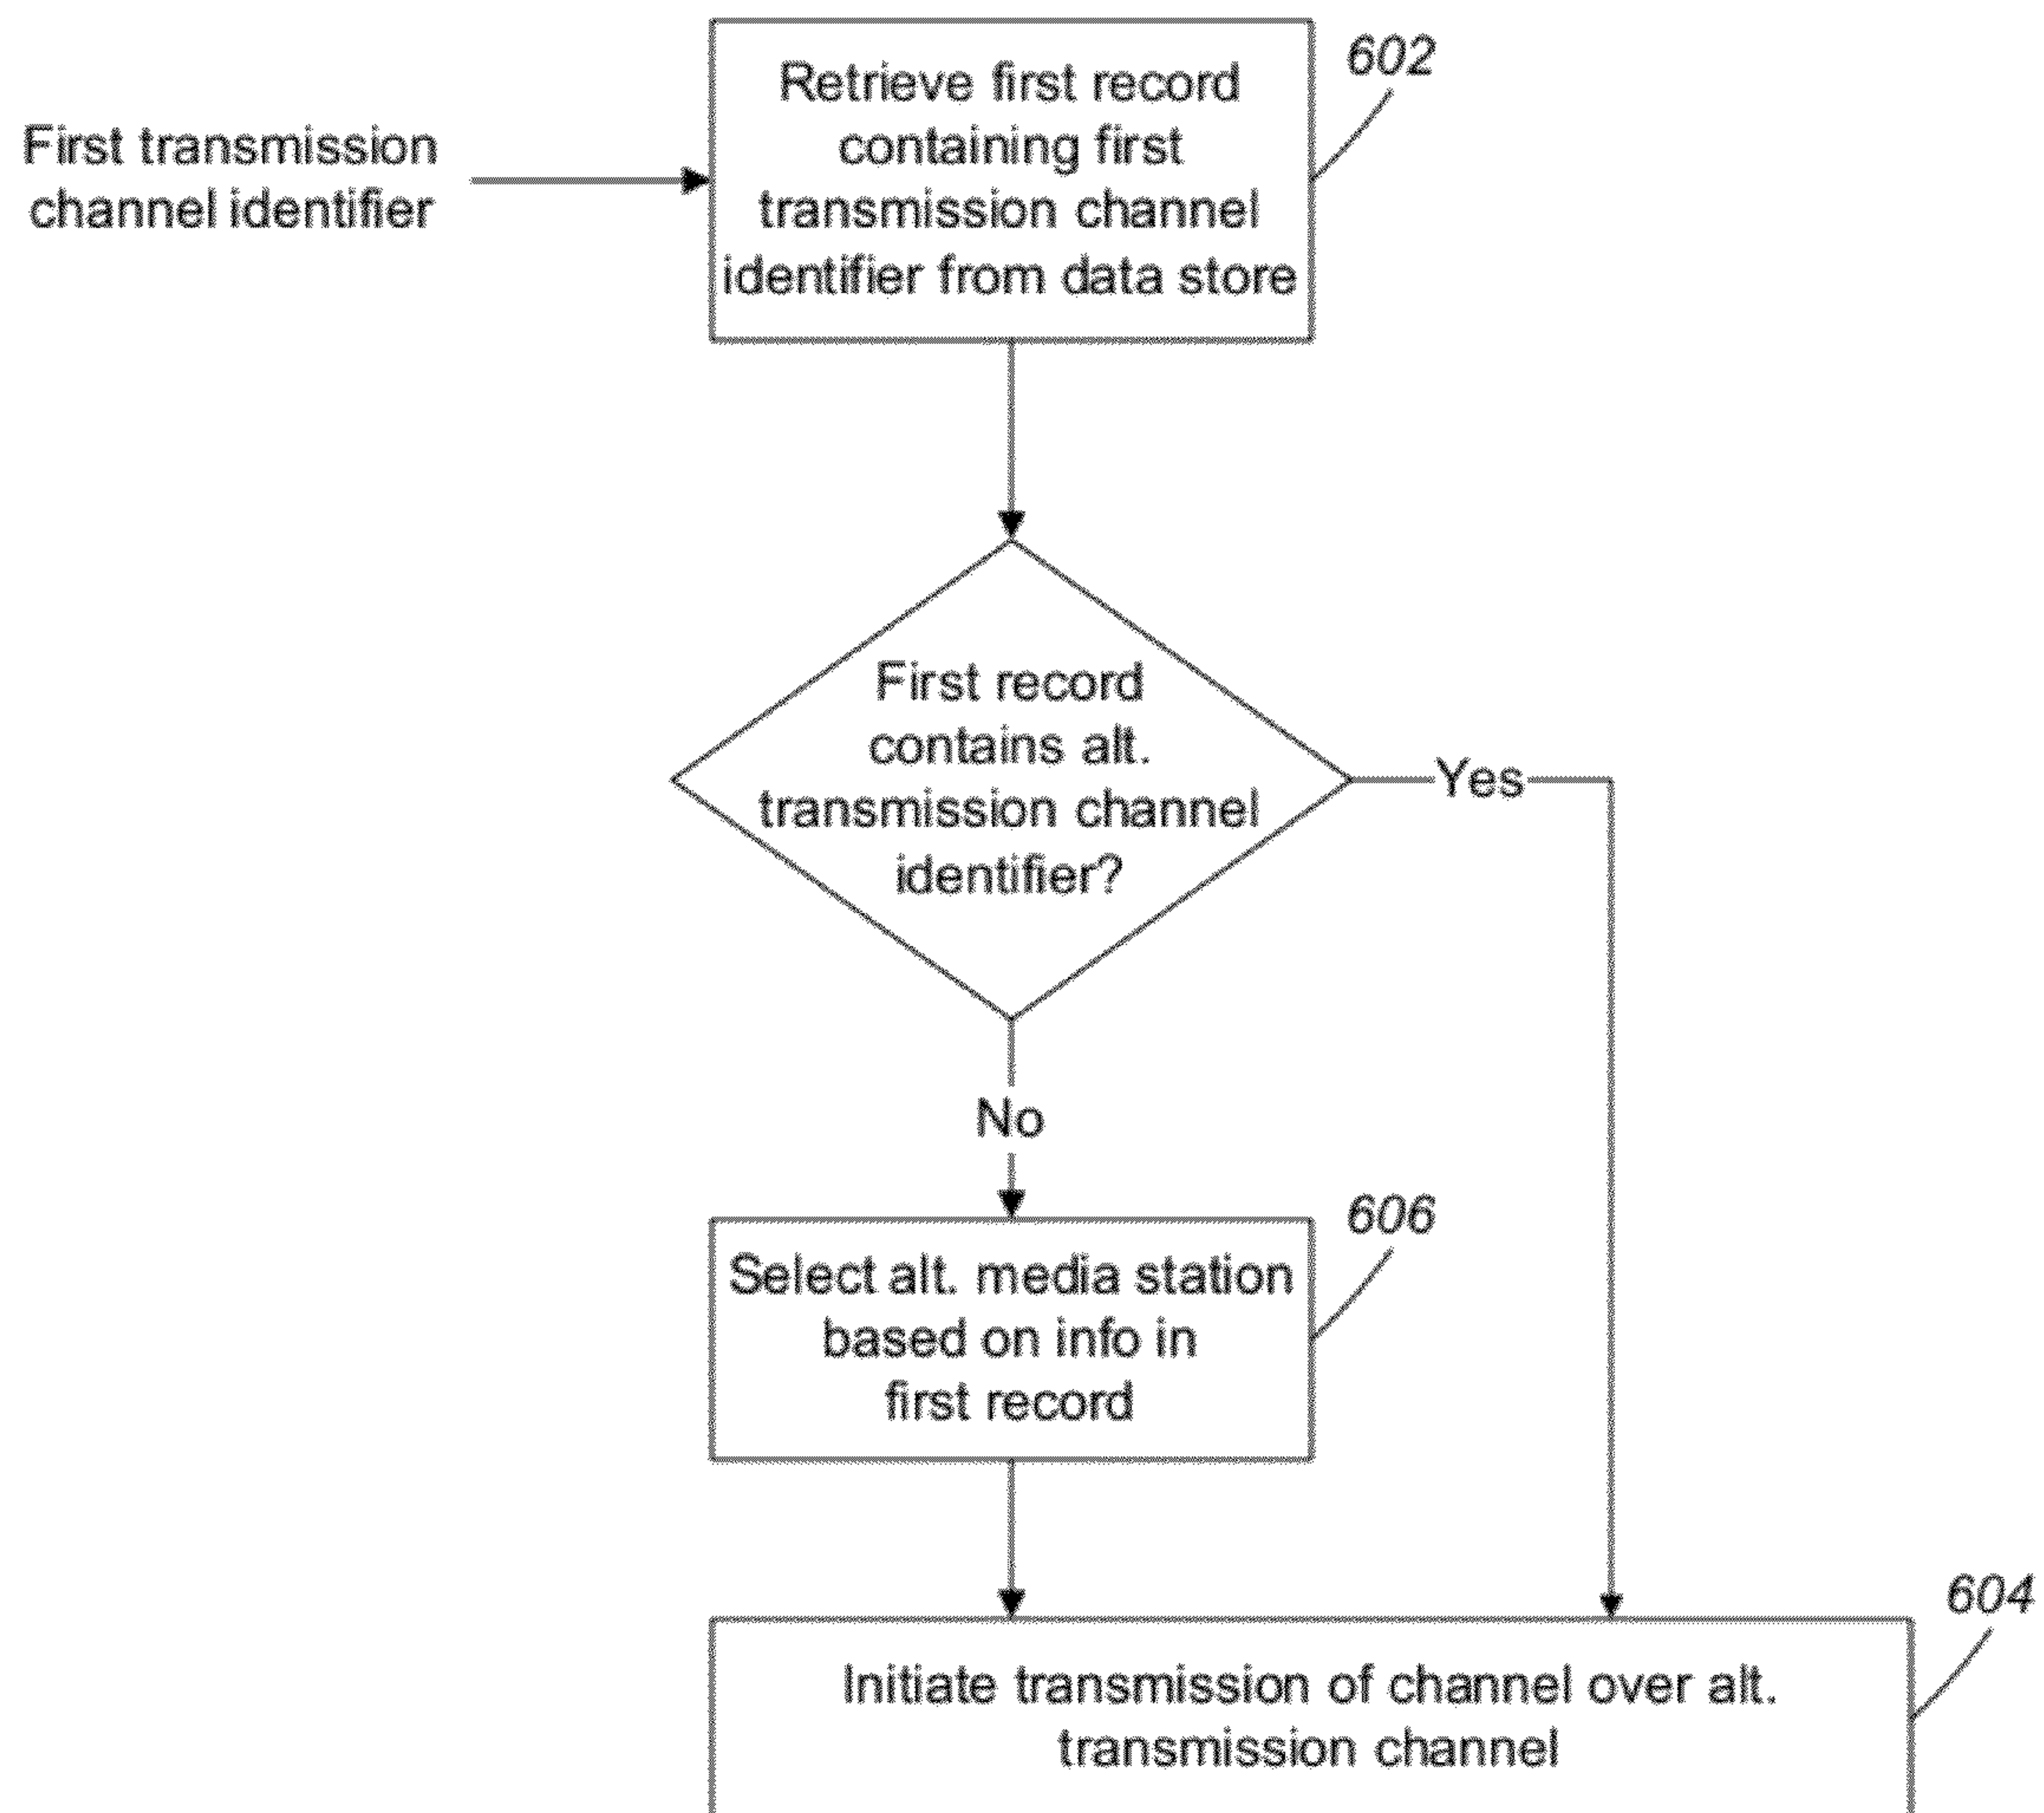 602
Retrieve first record
containing first
transmission channel
identifier from data store
First transmission
channel identifier
First record
contains alt.
transmission channel
identifier?
Yes
No
606
Select alt. media station
based on info in
first record
604
Initiate transmission of channel over alt.
transmission channel